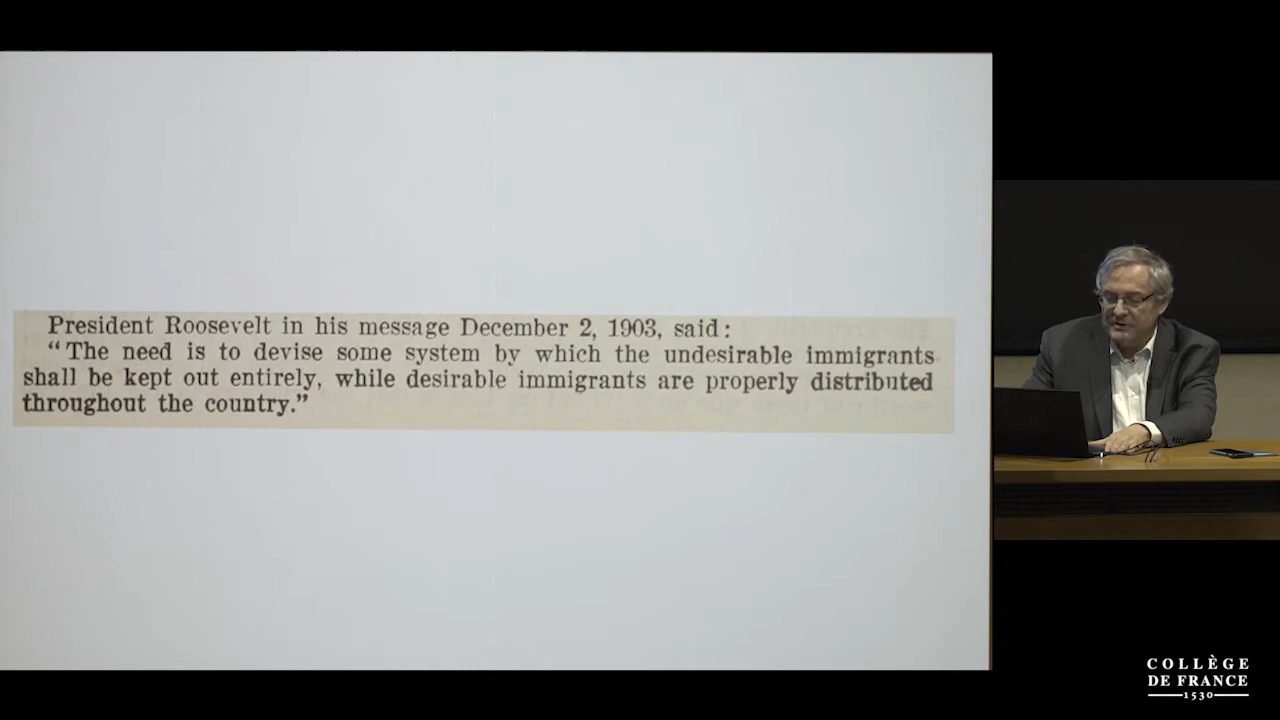 President Roosevelt in his message December 2, 1903, said:
“The need is to devise some system by which the undesirable immigrants
shall be kept out entirely, while desirable immigrants are properly distributed
throughout the country.”
COLLÈGE
DE FRANCE
1530